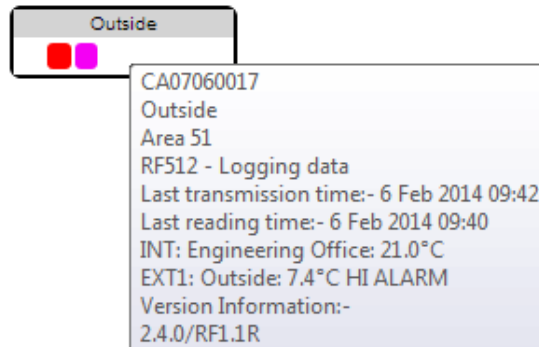 Outside
CA07060017
Outside
Area 51
RF512 - Logging data
Last transmission time:- 6 Feb 2014 09:42
Last reading time:- 6 Feb 2014 09:40
INT: Engineering Office: 21.0°C
EXT1: Outside: 7.4°C HI ALARM
Version Information:-
2.4.0/RF1.1R